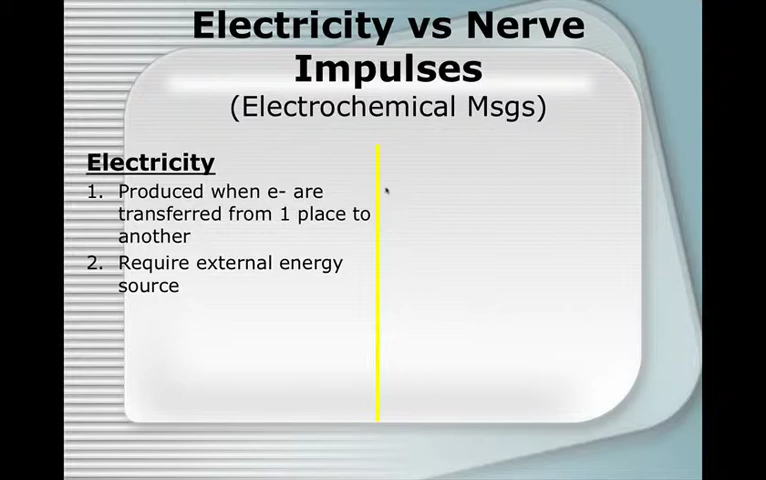 Electricity vs Nerve
Impulses
(Electrochemical Msgs)
Electricity
1. Produced when e- are
transferred from 1 place to
another
2. Require external energy
source